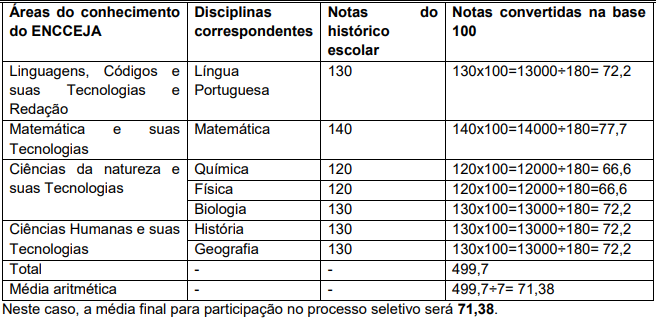 Áreas do conhecimento do ENCCEJA | Disciplinas correspondentes | Notas do histórico escolar | Notas convertidas na base 100
Linguagens, Códigos e suas Tecnologias e Redação | Língua Portuguesa | 130 | 130x100=13000÷180= 72,2
Matemática e suas Tecnologias | Matemática | 140 | 140x100=14000÷180=77,7
Ciências da natureza e suas Tecnologias | Química | 120 | 120x100=12000÷180= 66,6
Física | 120 | 120x100=12000÷180=66,6
Biologia | 130 | 130x100=13000÷180= 72,2
Ciências Humanas e suas Tecnologias | História | 130 | 130x100=13000÷180= 72,2
Geografia | 130 | 130x100=13000÷180= 72,2
Total | - | - | 499,7
Média aritmética | - | - | 499,7÷7= 71,38
Neste caso, a média final para participação no processo seletivo será 71,38.